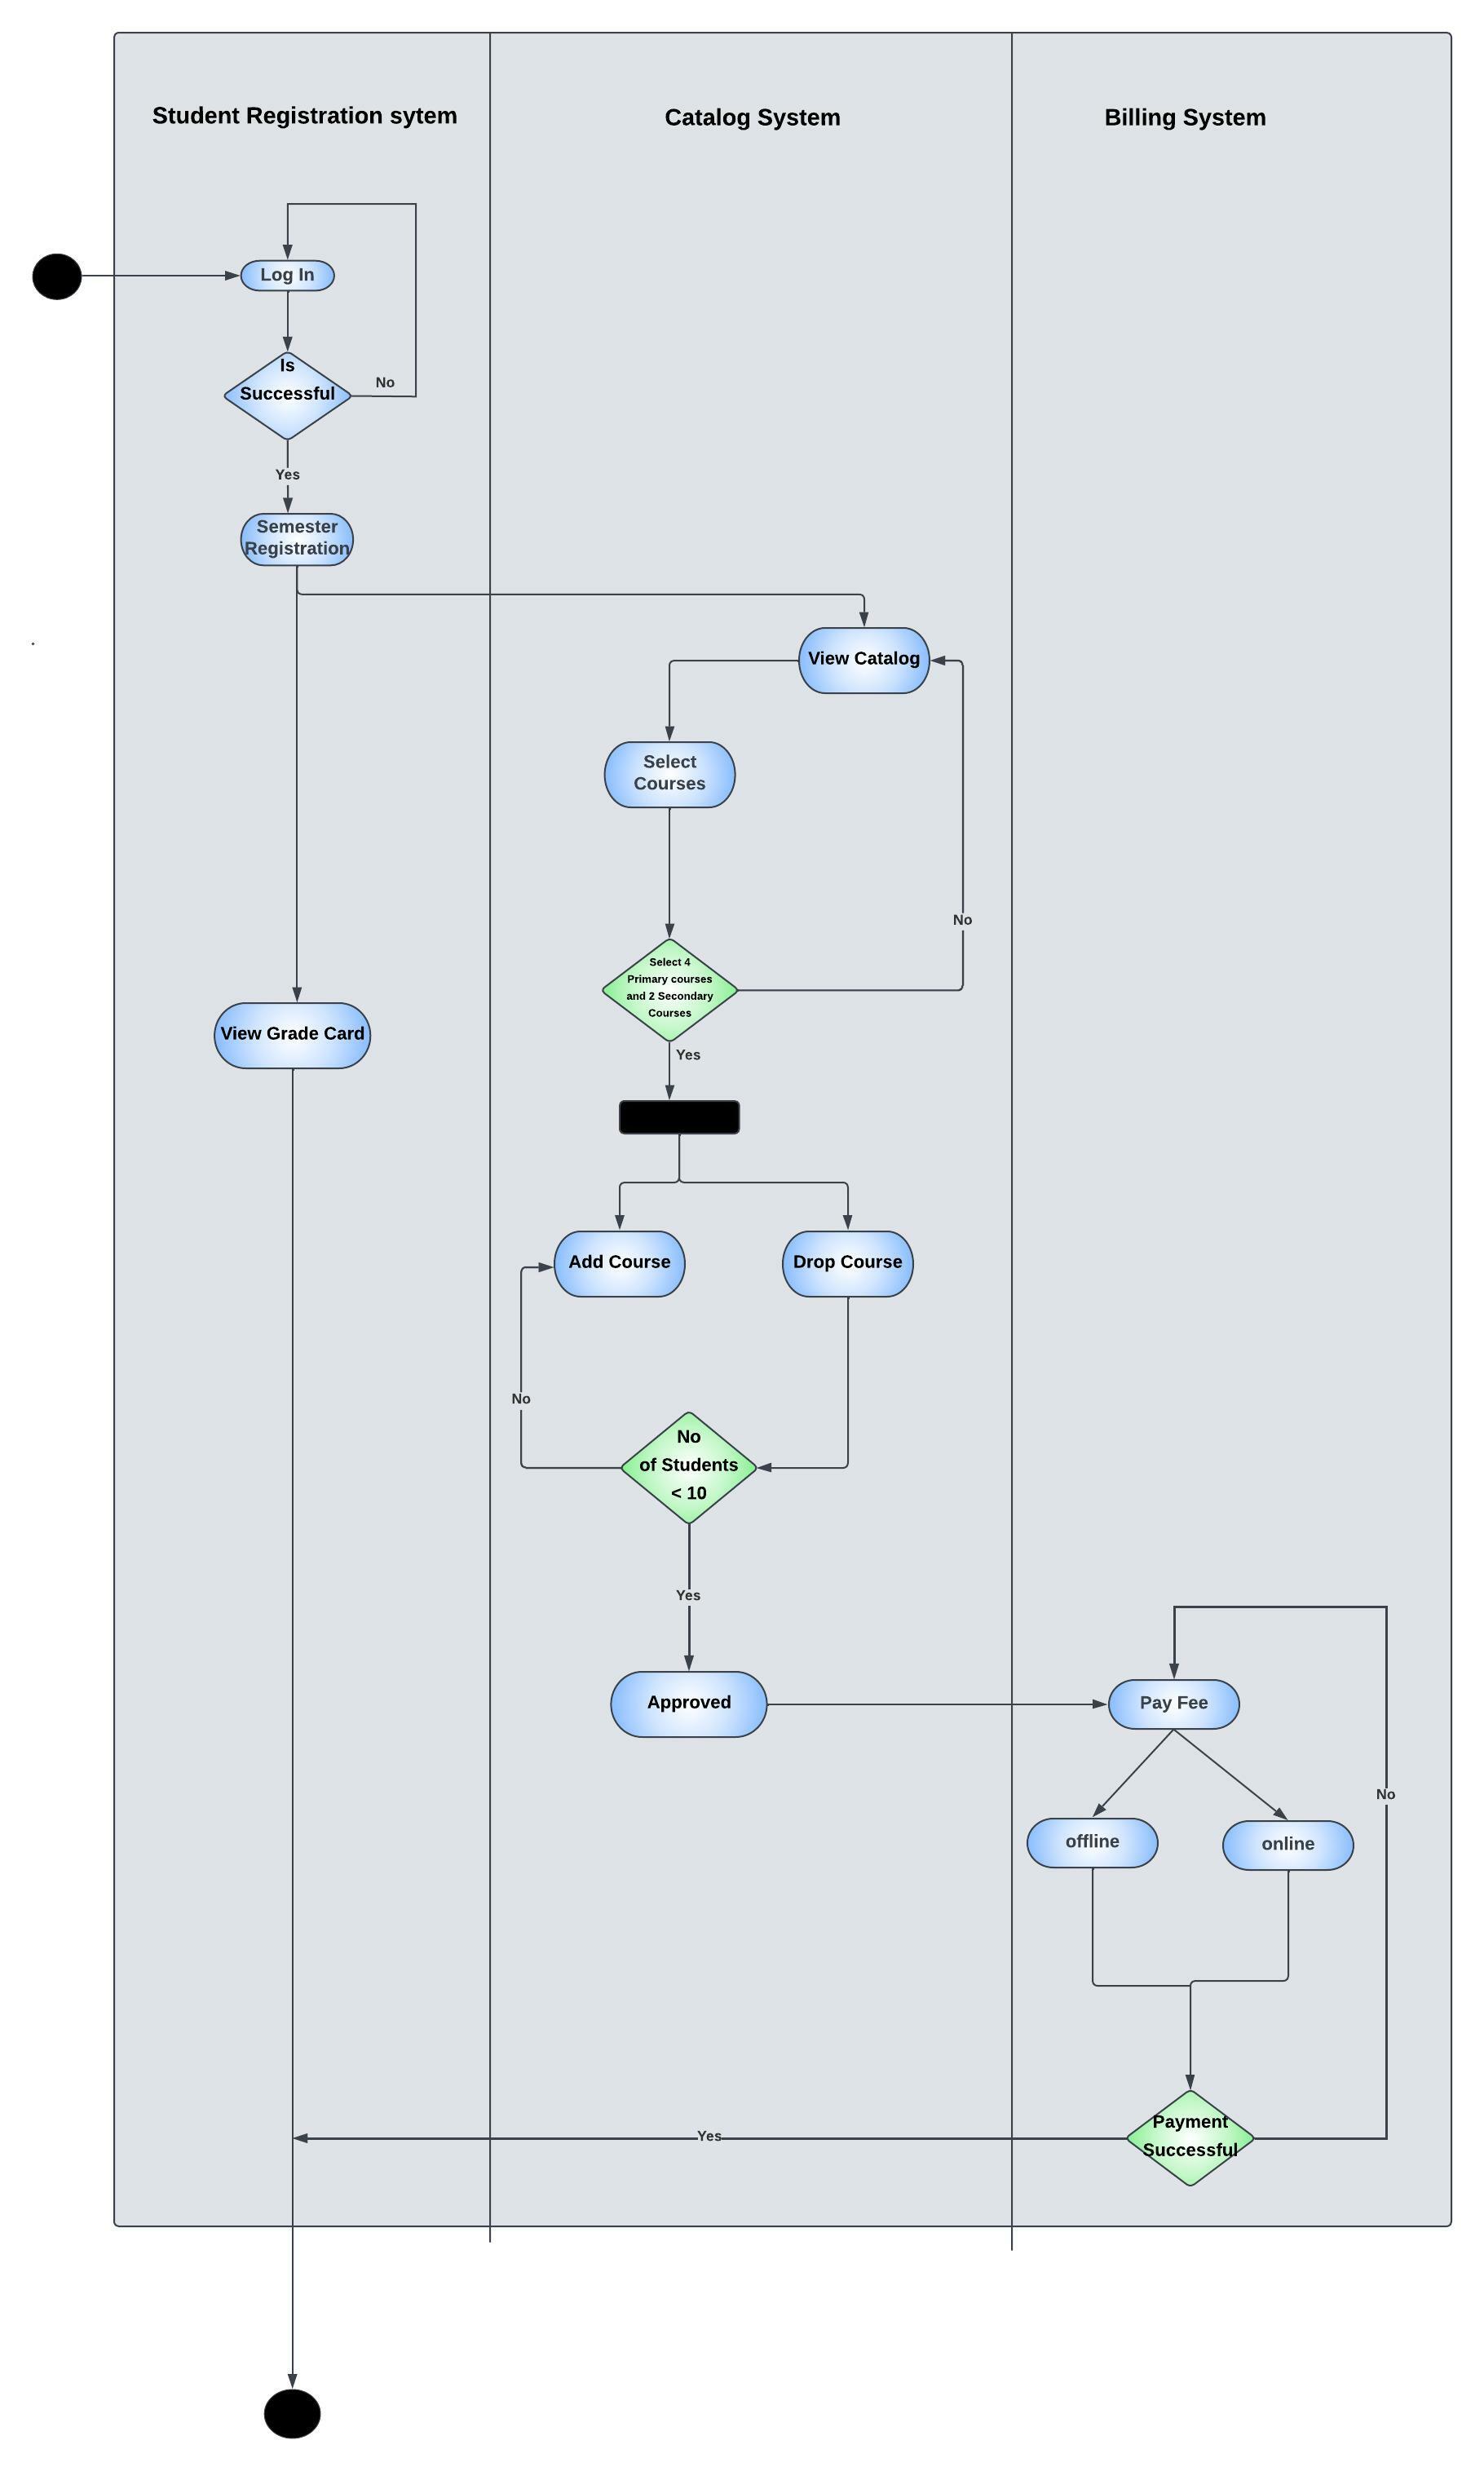 Student Registration sytem
Catalog System
Billing System
Log In
Is
Successful
No
Yes
Semester
Registration
View Catalog
Select
Courses
No
Select 4
Primary courses
and 2 Secondary
Courses
View Grade Card
Yes
Add Course
Drop Course
No
No
of Students
< 10
Yes
Approved
Pay Fee
No
offline
online
Payment
Successful
Yes